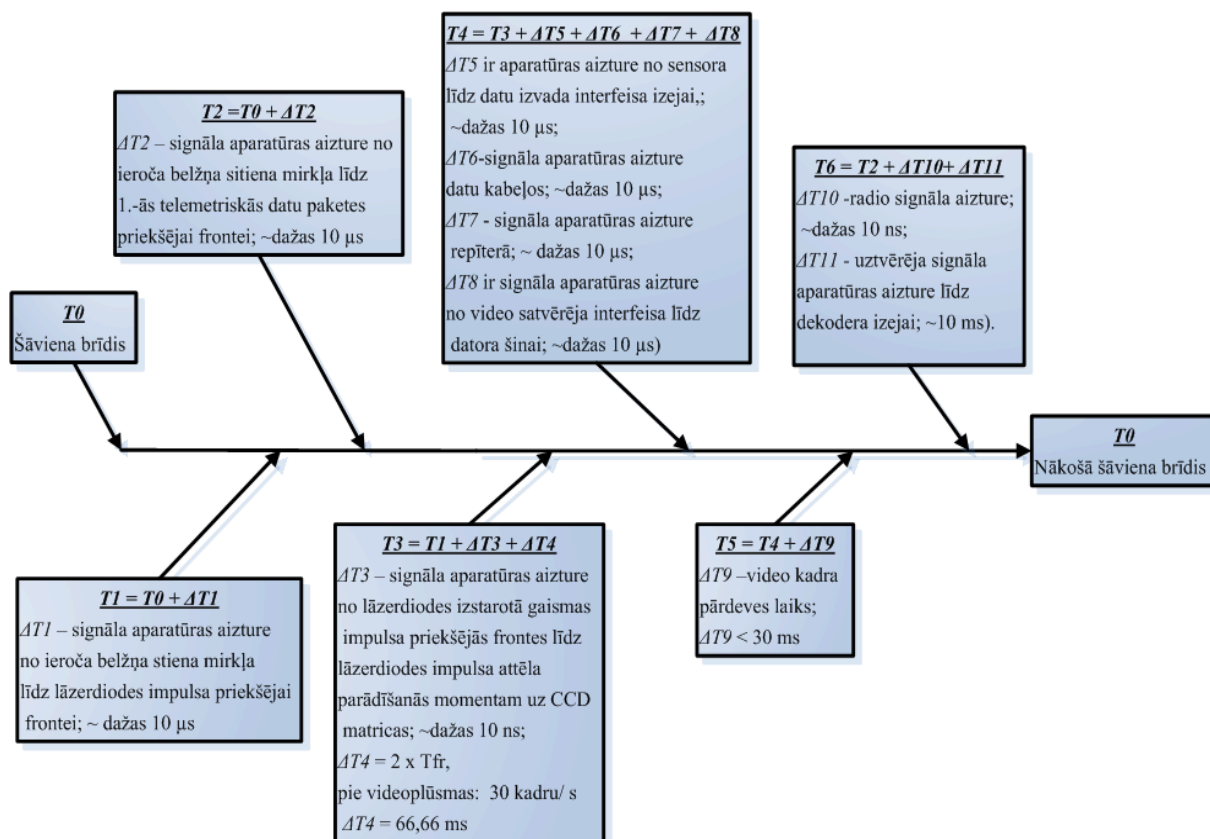 T0
Šāviena brīdis
T2 =T0 + ΔT2
ΔT2 – signāla aparatūras aizture no
ieroča belžņa sitiena mirkļa līdz
1.-ās telemetriskās datu paketes
priekšējai frontei; ~dažas 10 µs
T4 = T3 + ΔT5 + ΔT6 + ΔT7 + ΔT8
ΔT5 ir aparatūras aizture no sensora
līdz datu izvada interfeisa izejai,;
~dažas 10 µs;
ΔT6-signāla aparatūras aizture
datu kabeļos; ~dažas 10 µs;
ΔT7 - signāla aparatūras aizture
repīterā; ~ dažas 10 µs;
ΔT8 ir signāla aparatūras aizture
no video satvērēja interfeisa līdz
datora šinai; ~dažas 10 µs)
T6 = T2 + ΔT10+ ΔT11
ΔT10 -radio signāla aizture;
~dažas 10 ns;
ΔT11 - uztvērēja signāla
aparatūras aizture līdz
dekodera izejai; ~10 ms).
T0
Nākošā šāviena brīdis
T1 = T0 + ΔT1
ΔT1 – signāla aparatūras aizture
no ieroča belžņa stiena mirkļa
līdz lāzerdiodes impulsa priekšējai
frontei; ~ dažas 10 µs
T3 = T1 + ΔT3 + ΔT4
ΔT3 – signāla aparatūras aizture
no lāzerdiodes izstarotā gaismas
impulsa priekšējās frontes līdz
lāzerdiodes impulsa attēla
parādīšanās momentam uz CCD
matricas; ~dažas 10 ns;
ΔT4 = 2 x Tfr,
pie videoplūsmas: 30 kadru/ s
ΔT4 = 66,66 ms
T5 = T4 + ΔT9
ΔT9 –video kadra
pārdeves laiks;
ΔT9 < 30 ms